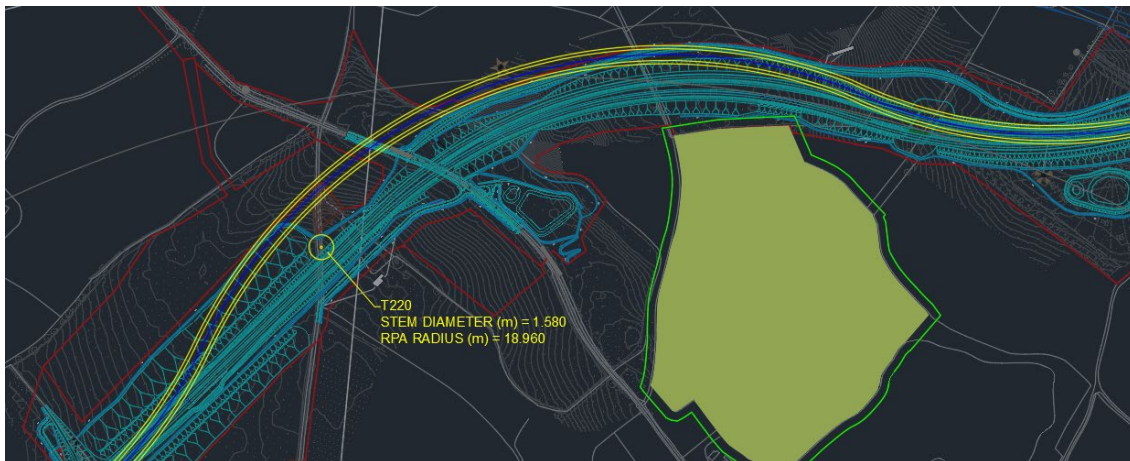 T220
STEM DIAMETER (m) = 1.580
RPA RADIUS (m) = 18.960